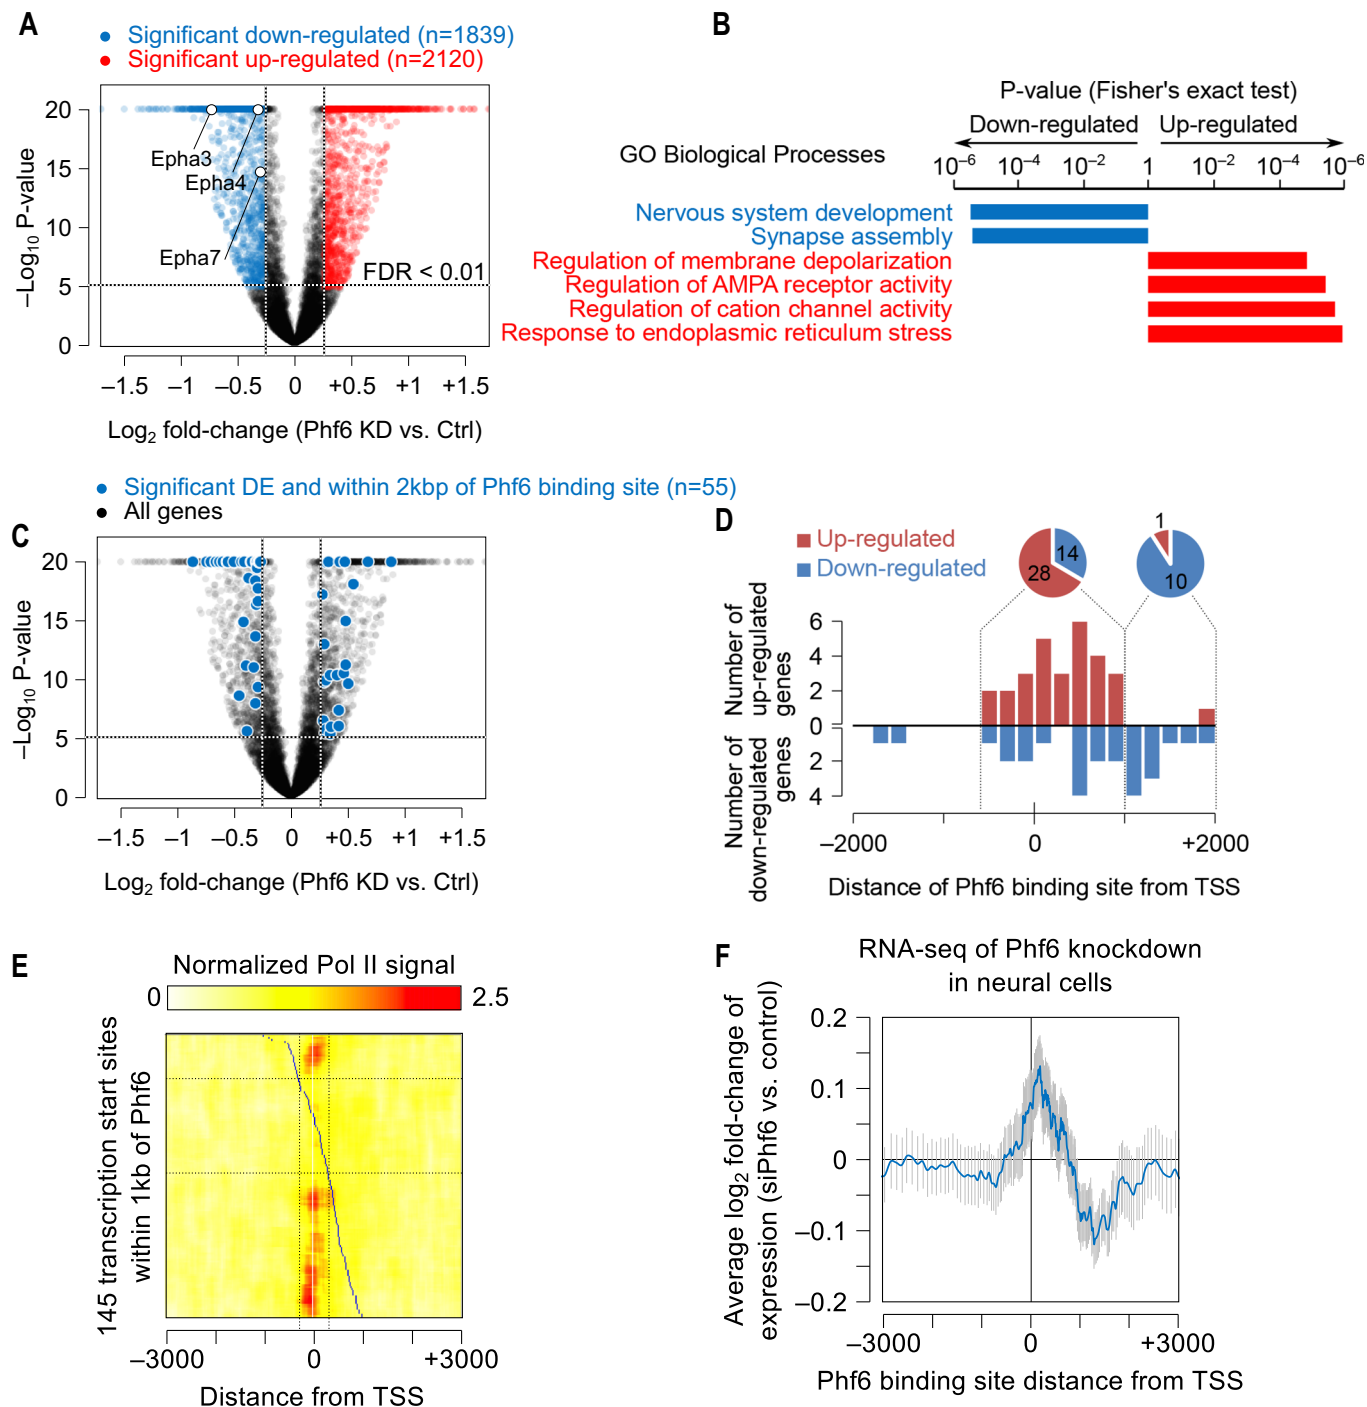 A
Significant down-regulated (n=1839)
Significant up-regulated (n=2120)
20
15
10
5
0
–Log10 P-value
Epha3
Epha4
Epha7
FDR < 0.01
–1.5 –1 –0.5 0 +0.5 +1 +1.5
Log2 fold-change (Phf6 KD vs. Ctrl)
B
P-value (Fisher's exact test)
Down-regulated Up-regulated
GO Biological Processes
10–6 10–4 10–2 1 10–2 10–4 10–6
Nervous system development
Synapse assembly
Regulation of membrane depolarization
Regulation of AMPA receptor activity
Regulation of cation channel activity
Response to endoplasmic reticulum stress
C
Significant DE and within 2kbp of Phf6 binding site (n=55)
All genes
20
15
10
5
0
–Log10 P-value
–1.5 –1 –0.5 0 +0.5 +1 +1.5
Log2 fold-change (Phf6 KD vs. Ctrl)
D
Up-regulated
Down-regulated
14
28
1
10
Number of
up-regulated
genes
6
4
2
0
Number of
down-regulated
genes
2
4
–2000 0 +2000
Distance of Phf6 binding site from TSS
E
Normalized Pol II signal
0 2.5
145 transcription start sites
within 1kb of Phf6
–3000 0 +3000
Distance from TSS
F
RNA-seq of Phf6 knockdown
in neural cells
Average log2 fold-change of
expression (siPhf6 vs. control)
0.2
0.1
0
–0.1
–0.2
–3000 0 +3000
Phf6 binding site distance from TSS